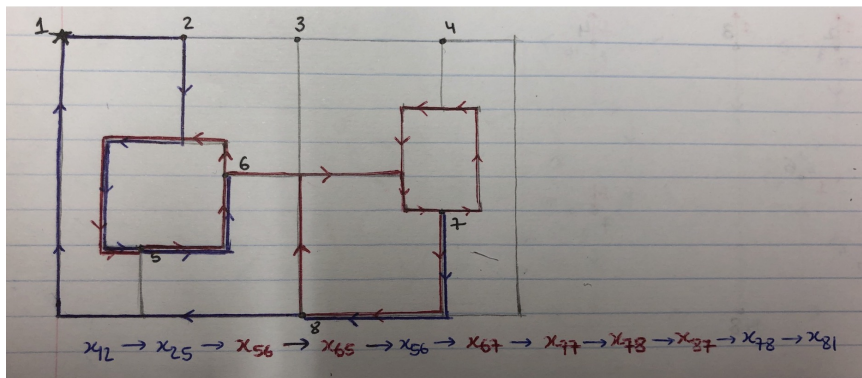 1 2 3 4
6
7
5
8
x12 → x25 → x56 → x65 → x56 → x67 → x77 → x78 → x87 → x78 → x81